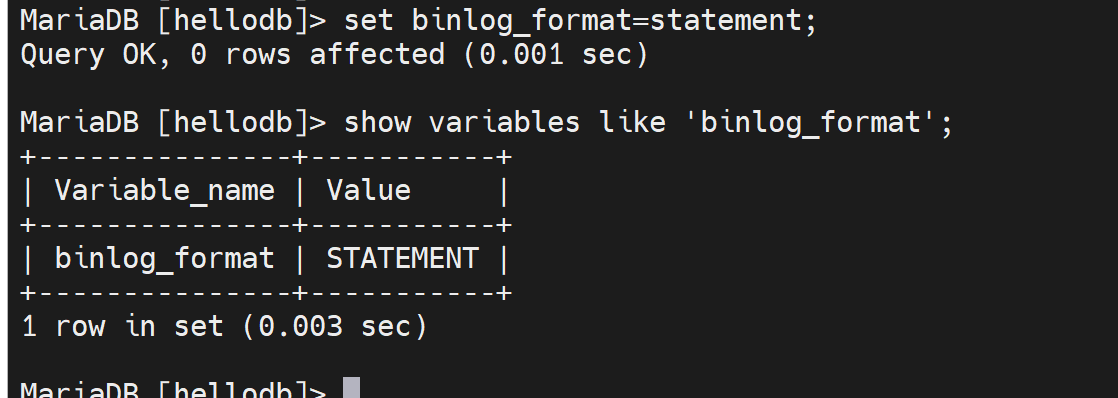 MariaDB [hellodb]> set binlog_format=statement;
Query OK, 0 rows affected (0.001 sec)
MariaDB [hellodb]> show variables like 'binlog_format';
+---------------+-----------+
| Variable_name | Value     |
+---------------+-----------+
| binlog_format | STATEMENT |
+---------------+-----------+
1 row in set (0.003 sec)
MariaDB [hellodb]>